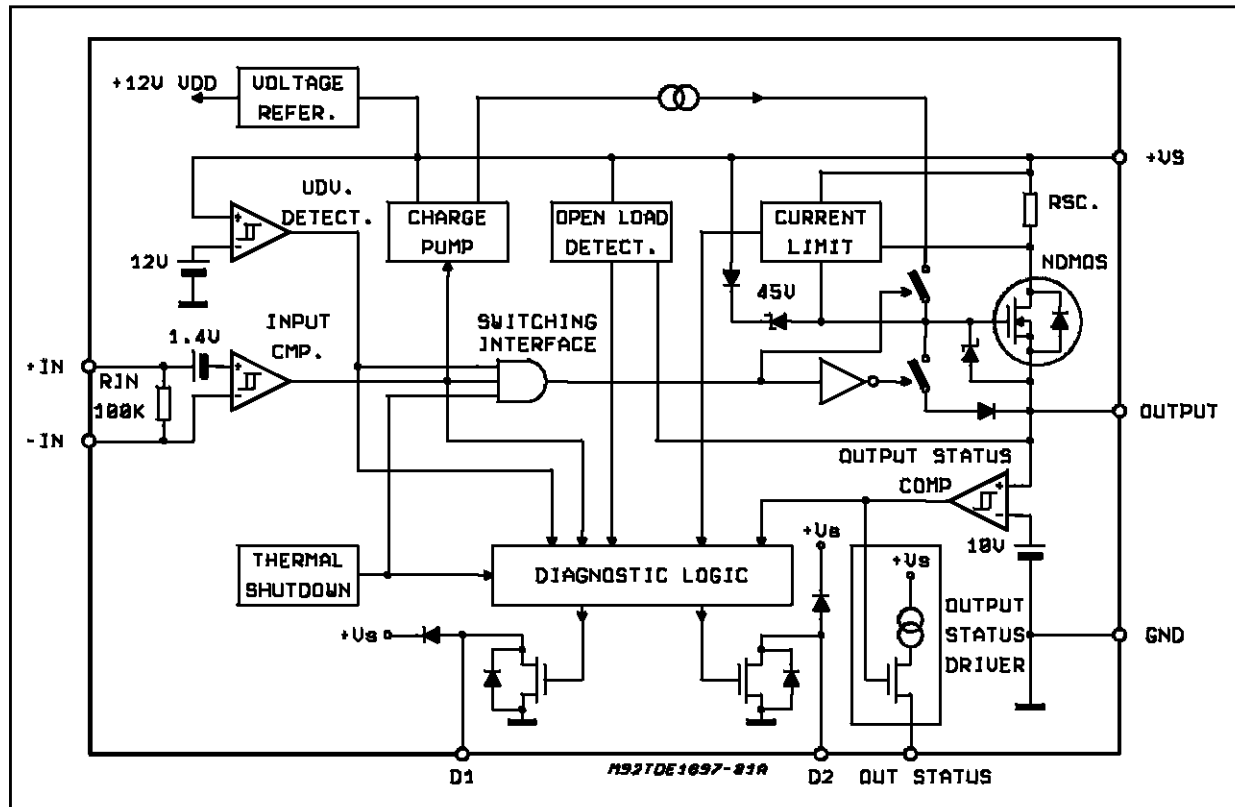 +12V VDD
VOLTAGE
REFER.
+VS
UDV.
DETECT.
CHARGE
PUMP
OPEN LOAD
DETECT.
CURRENT
LIMIT
RSC.
12V
NDMOS
45V
INPUT
CMP.
SWITCHING
INTERFACE
1.4V
+IN
RIN
100K
-IN
OUTPUT
OUTPUT STATUS
COMP
10V
THERMAL
SHUTDOWN
DIAGNOSTIC LOGIC
+Vs
+Vs
+Vs
OUTPUT
STATUS
DRIVER
GND
D1
M92TDE1897-01A
D2
OUT STATUS